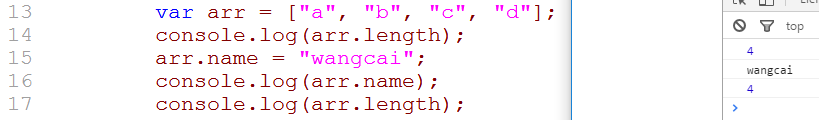 13 var arr = ["a", "b", "c", "d"];
14 console.log(arr.length);
15 arr.name = "wangcai";
16 console.log(arr.name);
17 console.log(arr.length);
top
4
wangcai
4
>